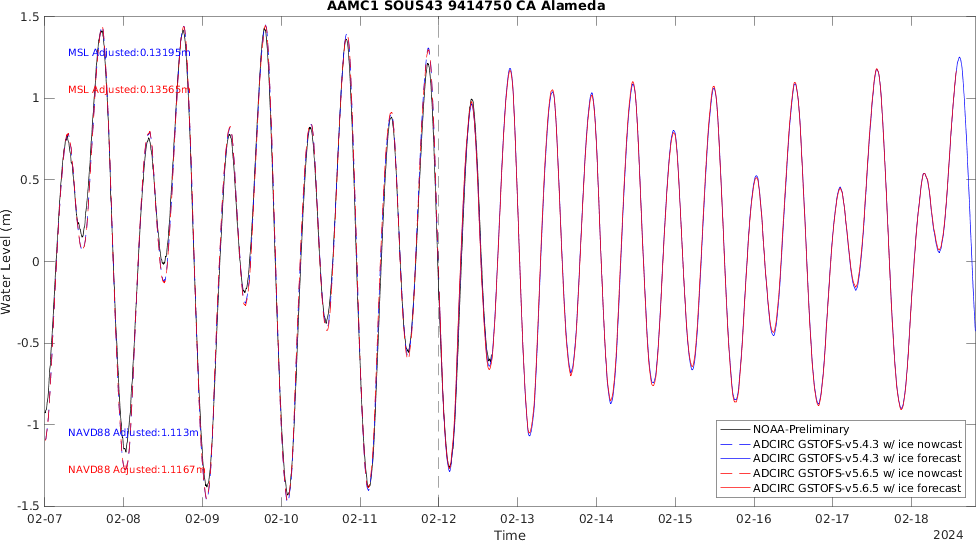 AAMC1 SOUS43 9414750 CA Alameda
1.5
1
0.5
0
-0.5
-1
-1.5
Water Level (m)
MSL Adjusted:0.13195m
MSL Adjusted:0.13565m
NAVD88 Adjusted:1.113m
NAVD88 Adjusted:1.1167m
NOAA-Preliminary
ADCIRC GSTOFS-v5.4.3 w/ ice nowcast
ADCIRC GSTOFS-v5.4.3 w/ ice forecast
ADCIRC GSTOFS-v5.6.5 w/ ice nowcast
ADCIRC GSTOFS-v5.6.5 w/ ice forecast
02-07 02-08 02-09 02-10 02-11 02-12 02-13 02-14 02-15 02-16 02-17 02-18
Time
2024